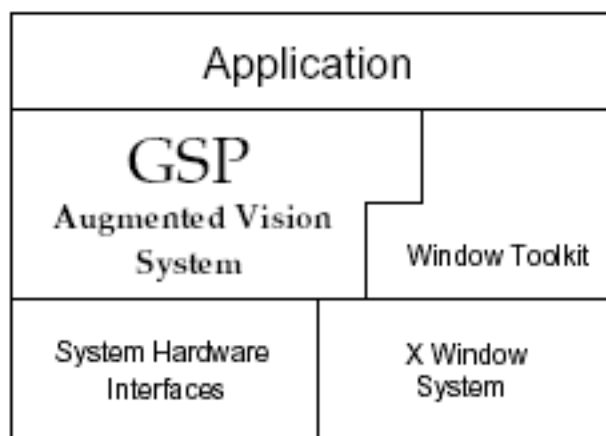 Application
GSP
Augmented Vision
System
Window Toolkit
System Hardware
Interfaces
X Window
System